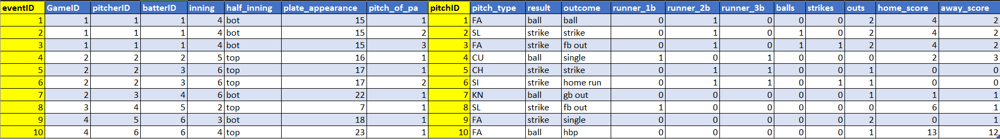 eventID GameID pitcherID batterID inning half_inning plate_appearance pitch_of_pa pitchID pitch_type result outcome runner_1b runner_2b runner_3b balls strikes outs home_score away_score
1 1 1 1 4 bot 15 1 1 FA ball ball 0 1 0 0 0 2 4 2
2 1 1 1 4 bot 15 2 2 SL strike strike 0 1 0 1 0 2 4 2
3 1 1 1 4 bot 15 3 3 FA strike fb out 0 1 0 1 1 2 4 2
4 2 2 2 5 top 16 1 4 CU ball single 1 0 1 0 0 0 2 3
5 2 2 3 6 top 17 1 5 CH strike strike 0 1 1 0 0 1 0 0
6 2 2 3 6 top 17 2 6 SI strike home run 0 1 1 0 1 1 0 0
7 2 3 4 6 bot 22 1 7 KN ball gb out 0 0 0 0 0 1 1 1
8 3 4 5 2 top 7 1 8 SL strike fb out 1 0 0 0 0 0 6 1
9 4 5 6 3 bot 18 1 9 FA strike single 0 0 0 0 0 2 0 1
10 4 6 6 4 top 23 1 10 FA ball hbp 0 0 0 0 0 1 13 12